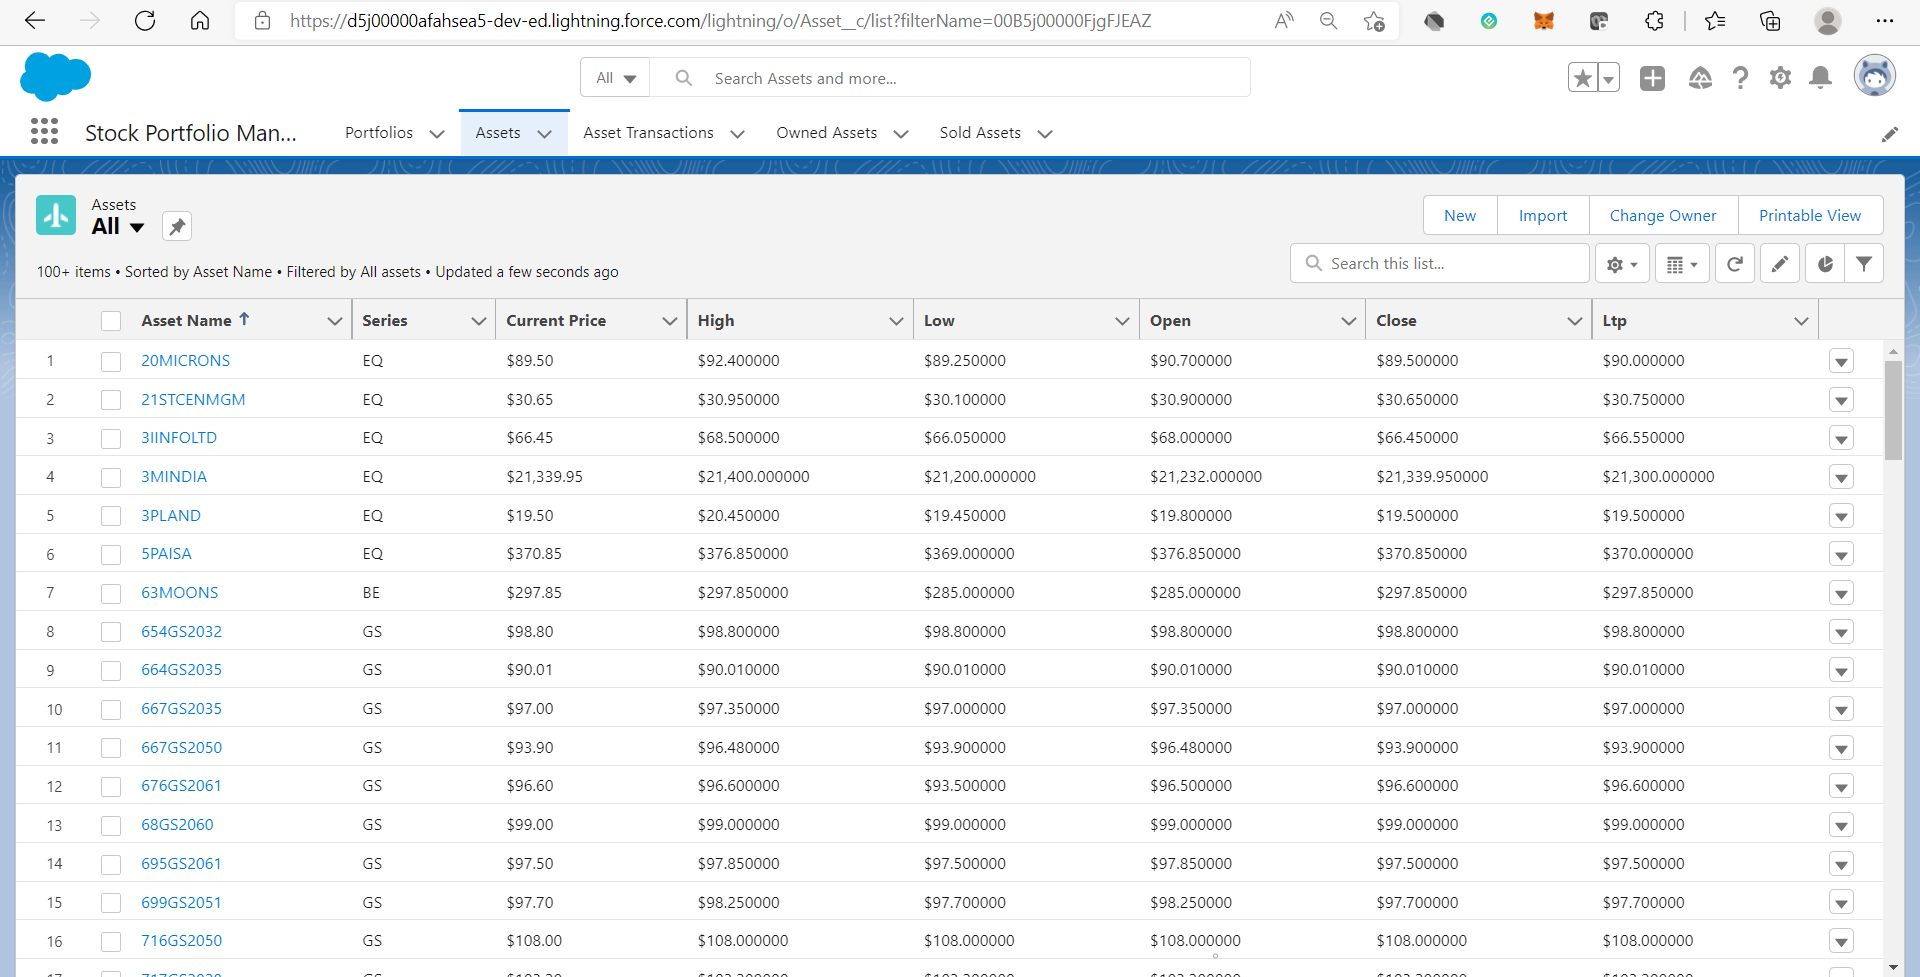 https://d5j00000afahsea5-dev-ed.lightning.force.com/lightning/o/Asset__c/list?filterName=00B5j00000FjgFJEAZ
All Search Assets and more...
Stock Portfolio Man... Portfolios Assets Asset Transactions Owned Assets Sold Assets
Assets
All
New Import Change Owner Printable View
100+ items • Sorted by Asset Name • Filtered by All assets • Updated a few seconds ago
Search this list...
Asset Name Series Current Price High Low Open Close Ltp
1 20MICRONS EQ $89.50 $92.400000 $89.250000 $90.700000 $89.500000 $90.000000
2 21STCENMGM EQ $30.65 $30.950000 $30.100000 $30.900000 $30.650000 $30.750000
3 3IINFOLTD EQ $66.45 $68.500000 $66.050000 $68.000000 $66.450000 $66.550000
4 3MINDIA EQ $21,339.95 $21,400.000000 $21,200.000000 $21,232.000000 $21,339.950000 $21,300.000000
5 3PLAND EQ $19.50 $20.450000 $19.450000 $19.800000 $19.500000 $19.500000
6 5PAISA EQ $370.85 $376.850000 $369.000000 $376.850000 $370.850000 $370.000000
7 63MOONS BE $297.85 $297.850000 $285.000000 $285.000000 $297.850000 $297.850000
8 654GS2032 GS $98.80 $98.800000 $98.800000 $98.800000 $98.800000 $98.800000
9 664GS2035 GS $90.01 $90.010000 $90.010000 $90.010000 $90.010000 $90.010000
10 667GS2035 GS $97.00 $97.350000 $97.000000 $97.350000 $97.000000 $97.000000
11 667GS2050 GS $93.90 $96.480000 $93.900000 $96.480000 $93.900000 $93.900000
12 676GS2061 GS $96.60 $96.600000 $93.500000 $96.500000 $96.600000 $96.600000
13 68GS2060 GS $99.00 $99.000000 $99.000000 $99.000000 $99.000000 $99.000000
14 695GS2061 GS $97.50 $97.850000 $97.500000 $97.850000 $97.500000 $97.500000
15 699GS2051 GS $97.70 $98.250000 $97.700000 $98.250000 $97.700000 $97.700000
16 716GS2050 GS $108.00 $108.000000 $108.000000 $108.000000 $108.000000 $108.000000